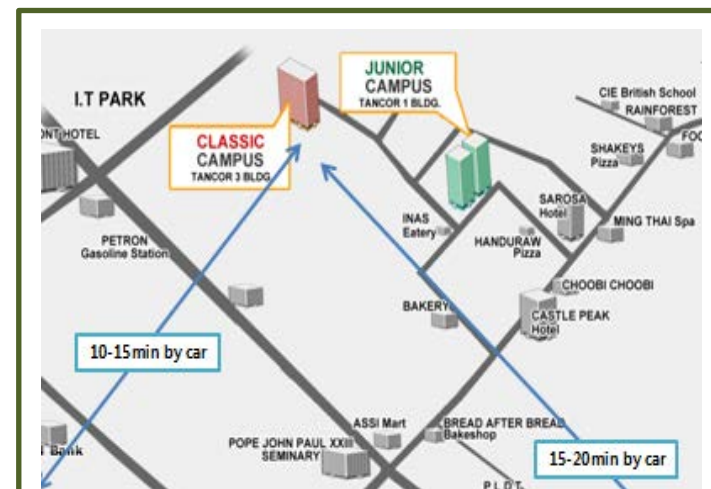 I.T PARK
JUNIOR
CAMPUS
TANCOR 1 BLDG.
CIE British School
RAINFOREST
CLASSIC
CAMPUS
TANCOR 3 BLDG
HOTEL
SHAKEYS
Pizza
SAROSA
Hotel
INAS
Eatery
MING THAI Spa
HANDURAW
Pizza
PETRON
Gasoline Station
CHOOBI CHOOBI
BAKERY
CASTLE PEAK
Hotel
10-15min by car
ASSI Mart
BREAD AFTER BREAD
Bakeshop
POPE JOHN PAUL XXIII
SEMINARY
Bank
15-20min by car
P.L.D.T